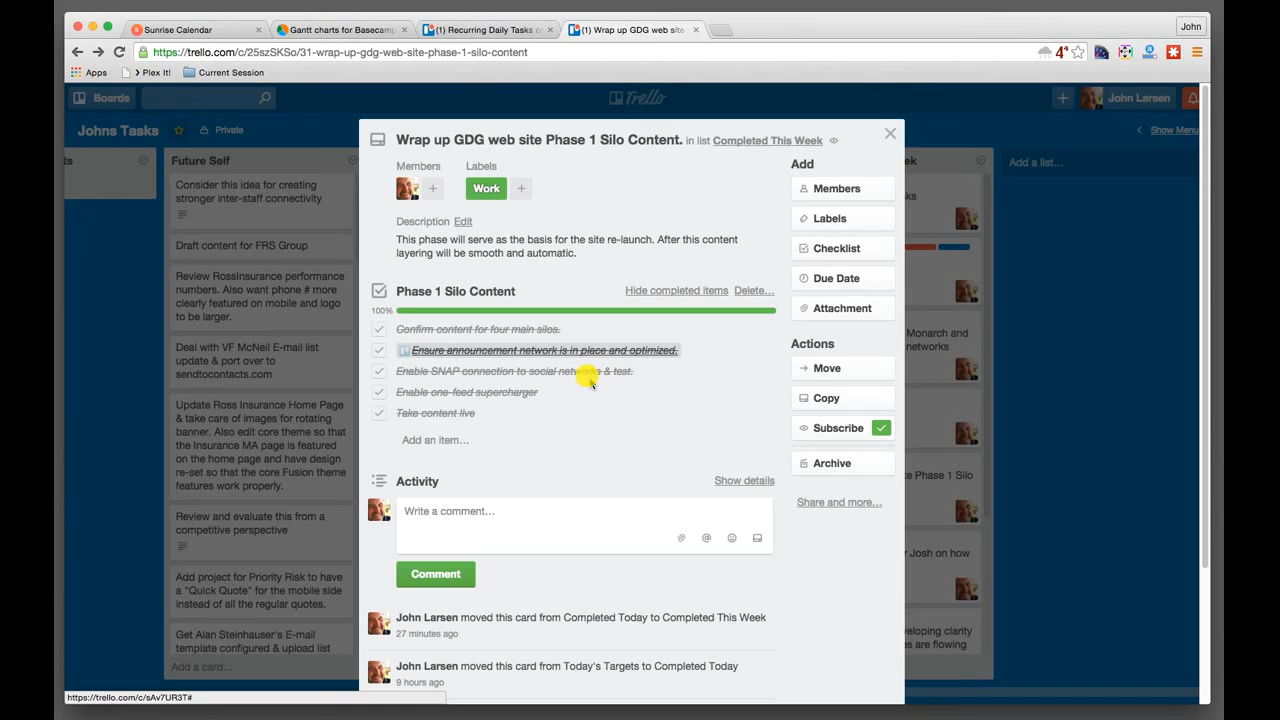 Sunrise Calendar
Gantt charts for Basecamp
(1) Recurring Daily Tasks
(1) Wrap up GDG web site
John
https://trello.com/c/25szSKSo/31-wrap-up-gdg-web-site-phase-1-silo-content
4
Apps
> Plex It!
Current Session
Boards
Trello
John Larsen
Johns Tasks
Private
Show Menu
Future Self
Add a list...
Consider this idea for creating
stronger inter-staff connectivity
Draft content for FRS Group
Review RossInsurance performance
numbers. Also want phone # more
clearly featured on mobile and logo
to be larger.
Deal with VF McNeil E-mail list
update & port over to
sendtocontacts.com
Update Ross Insurance Home Page
& take care of images for rotating
banner. Also edit core theme so that
the Insurance MA page is featured
on the home page and have design
re-set so that the core Fusion theme
features work properly.
Review and evaluate this from a
competitive perspective
Add project for Priority Risk to have
a "Quick Quote" for the mobile side
instead of all the regular quotes.
Get Alan Steinhauser's E-mail
template configured & upload list
Add a card...
Wrap up GDG web site Phase 1 Silo Content. in list Completed This Week
Members
Labels
Work
Description Edit
This phase will serve as the basis for the site re-launch. After this content
layering will be smooth and automatic.
Phase 1 Silo Content
Hide completed items
Delete...
100%
Confirm content for four main silos.
Ensure announcement network is in place and optimized.
Enable SNAP connection to social networks & test.
Enable one-feed supercharger
Take content live
Add an item...
Activity
Show details
Write a comment...
Comment
John Larsen moved this card from Completed Today to Completed This Week
27 minutes ago
John Larsen moved this card from Today's Targets to Completed Today
9 hours ago
Add
Members
Labels
Checklist
Due Date
Attachment
Actions
Move
Copy
Subscribe
Archive
Share and more...
Monarch and
Phase 1 Silo
Josh on how
clarity
are flowing
https://trello.com/c/sAv7UR3T#